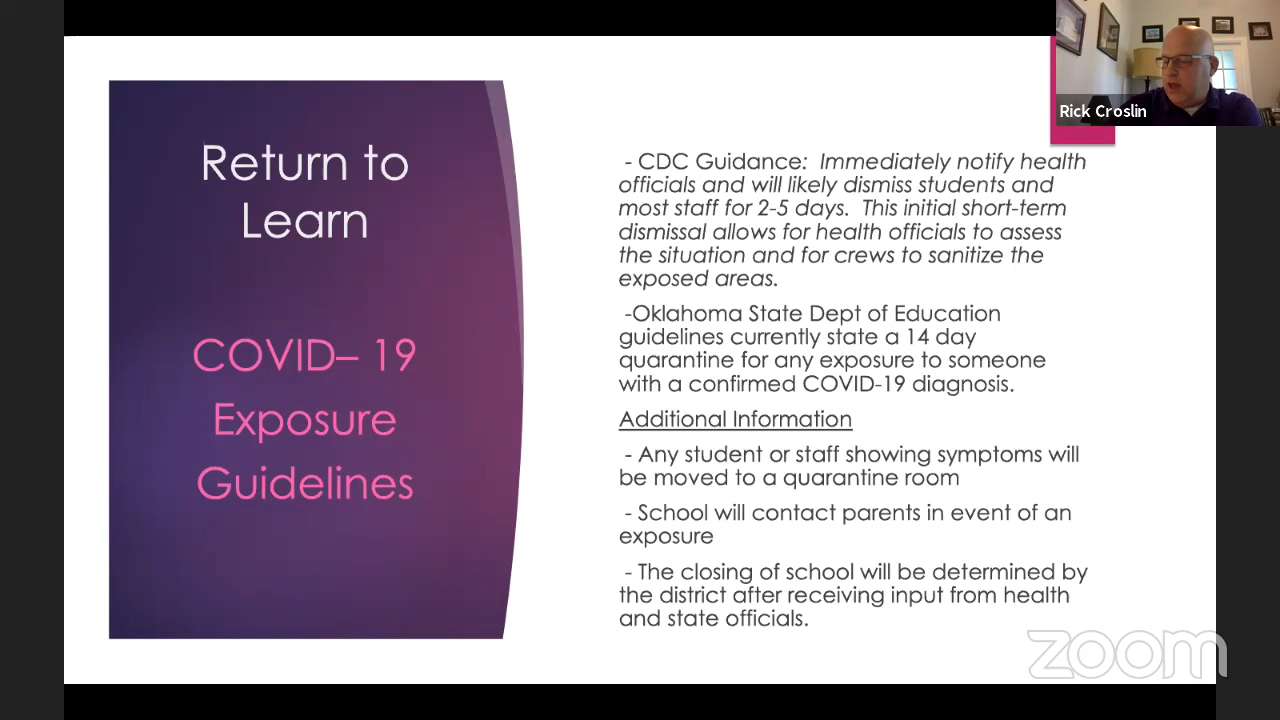 Return to
Learn
COVID– 19
Exposure
Guidelines
Rick Croslin
- CDC Guidance:  Immediately notify health
officials and will likely dismiss students and
most staff for 2-5 days.  This initial short-term
dismissal allows for health officials to assess
the situation and for crews to sanitize the
exposed areas.
-Oklahoma State Dept of Education
guidelines currently state a 14 day
quarantine for any exposure to someone
with a confirmed COVID-19 diagnosis.
Additional Information
- Any student or staff showing symptoms will
be moved to a quarantine room
- School will contact parents in event of an
exposure
- The closing of school will be determined by
the district after receiving input from health
and state officials.
zoom